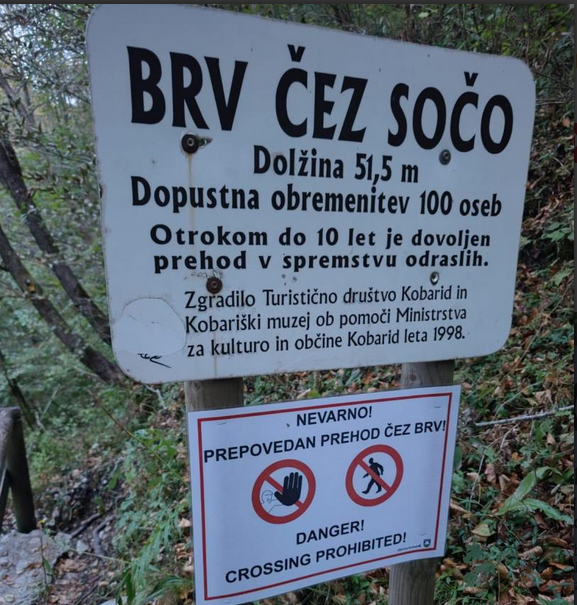 BRV ČEZ SOČO
Dolžina 51,5 m
Dopustna obremenitev 100 oseb
Otrokom do 10 let je dovoljen
prehod v spremstvu odraslih.
Zgradilo Turistično društvo Kobarid in
Kobariški muzej ob pomoči Ministrstva
za kulturo in občine Kobarid leta 1998.
NEVARNO!
PREPOVEDAN PREHOD ČEZ BRV!
DANGER!
CROSSING PROHIBITED!